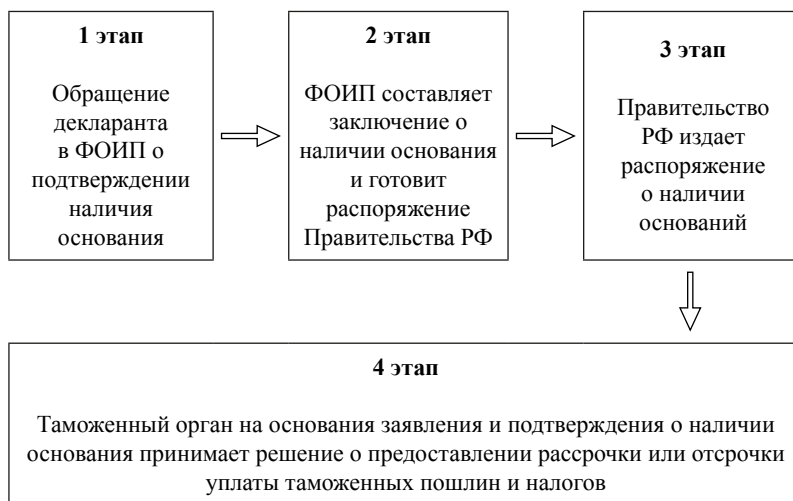 1 этап
Обращение
декларанта
в ФОИП о
подтверждении
наличия
основания
2 этап
ФОИП составляет
заключение о
наличии основания
и готовит
распоряжение
Правительства РФ
3 этап
Правительство
РФ издает
распоряжение
о наличии
оснований
4 этап
Таможенный орган на основания заявления и подтверждения о наличии
основания принимает решение о предоставлении рассрочки или отсрочки
уплаты таможенных пошлин и налогов